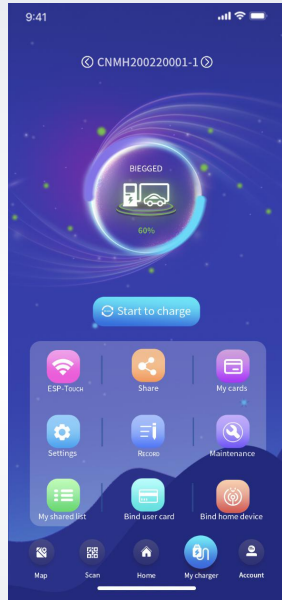 9:41
CNMH200220001-1
BIEGGED
60%
Start to charge
ESP-Touch Share My cards
Settings Record Maintenance
My shared list Bind user card Bind home device
Map Scan Home My charger Account